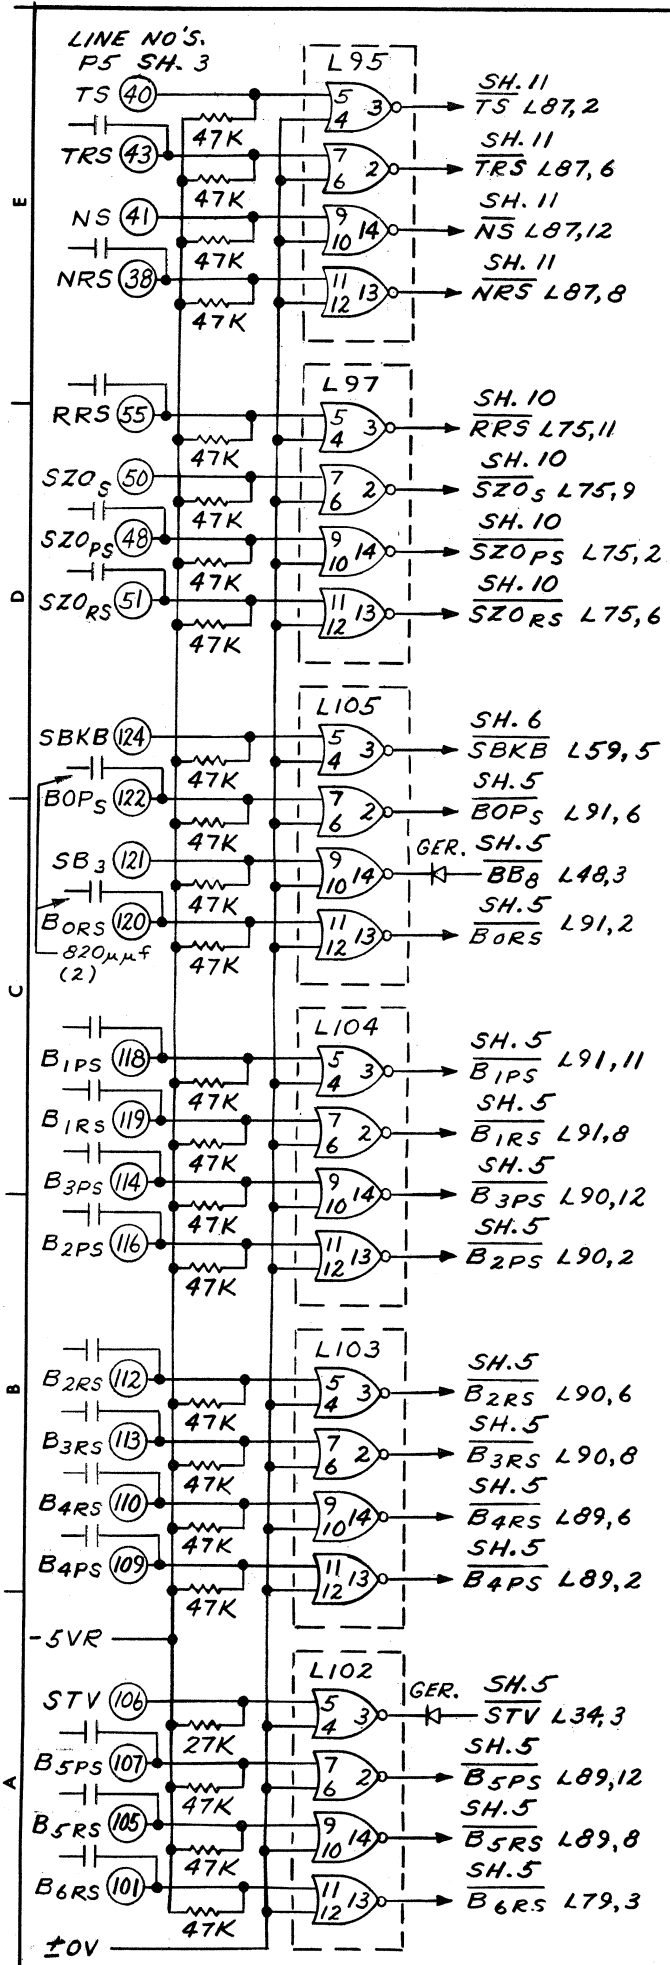 LINE NO'S.
P5 SH. 3
L95
TS 40 47K 5 4 3 SH. 11
TS L87,2
TRS 43 47K 7 6 2 SH. 11
TRS L87,6
NS 41 47K 9 10 14 SH. 11
NS L87,12
NRS 38 47K 11 12 13 SH. 11
NRS L87,8
E
L97
RRS 55 47K 5 4 3 SH. 10
RRS L75,11
SZOS 50 47K 7 6 2 SH. 10
SZOS L75,9
SZOPS 48 47K 9 10 14 SH. 10
SZOPS L75,2
SZORS 51 47K 11 12 13 SH. 10
SZORS L75,6
D
L105
SBKB 124 47K 5 4 3 SH. 6
SBKB L59,5
BOPS 122 47K 7 6 2 SH. 5
BOPS L91,6
SB3 121 47K 9 10 14 GER. SH. 5
BB8 L48,3
BORS 120 47K 11 12 13 SH. 5
BORS L91,2
820μμf
(2)
C
L104
B1PS 118 47K 5 4 3 SH. 5
B1PS L91,11
B1RS 119 47K 7 6 2 SH. 5
B1RS L91,8
B3PS 114 47K 9 10 14 SH. 5
B3PS L90,12
B2PS 116 47K 11 12 13 SH. 5
B2PS L90,2
B
L103
B2RS 112 47K 5 4 3 SH. 5
B2RS L90,6
B3RS 113 47K 7 6 2 SH. 5
B3RS L90,8
B4RS 110 47K 9 10 14 SH. 5
B4RS L89,6
B4PS 109 47K 11 12 13 SH. 5
B4PS L89,2
-5VR
L102
STV 106 27K 5 4 3 GER. SH. 5
STV L34,3
B5PS 107 47K 7 6 2 SH. 5
B5PS L89,12
A
B5RS 105 47K 9 10 14 SH. 5
B5RS L89,8
B6RS 101 47K 11 12 13 SH. 5
B6RS L79,3
±0V